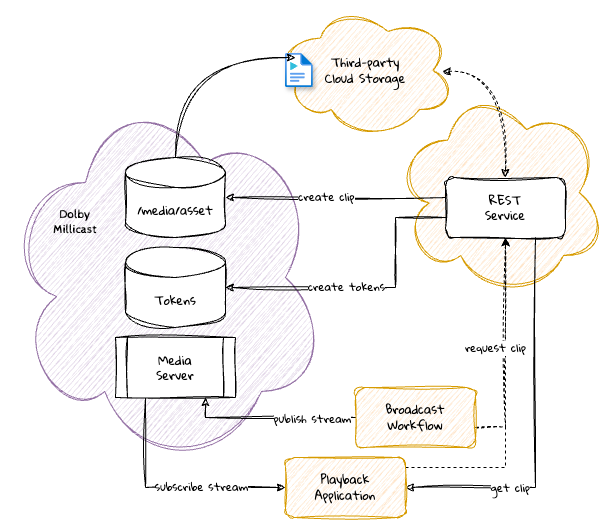 Third-party
Cloud Storage
Dolby
Millicast
/media/asset
create clip
REST
Service
Tokens
create tokens
Media
Server
request clip
publish stream
Broadcast
Workflow
subscribe stream
Playback
Application
get clip